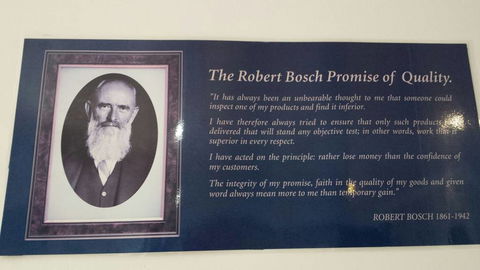 The Robert Bosch Promise of Quality.
"It has always been an unbearable thought to me that someone could
inspect one of my products and find it inferior.
I have therefore always tried to ensure that only such products
delivered that will stand any objective test; in other words, work that is
superior in every respect.
I have acted on the principle: rather lose money than the confidence of
my customers.
The integrity of my promise, faith in the quality of my goods and given
word always mean more to me than temporary gain."
ROBERT BOSCH 1861-1942